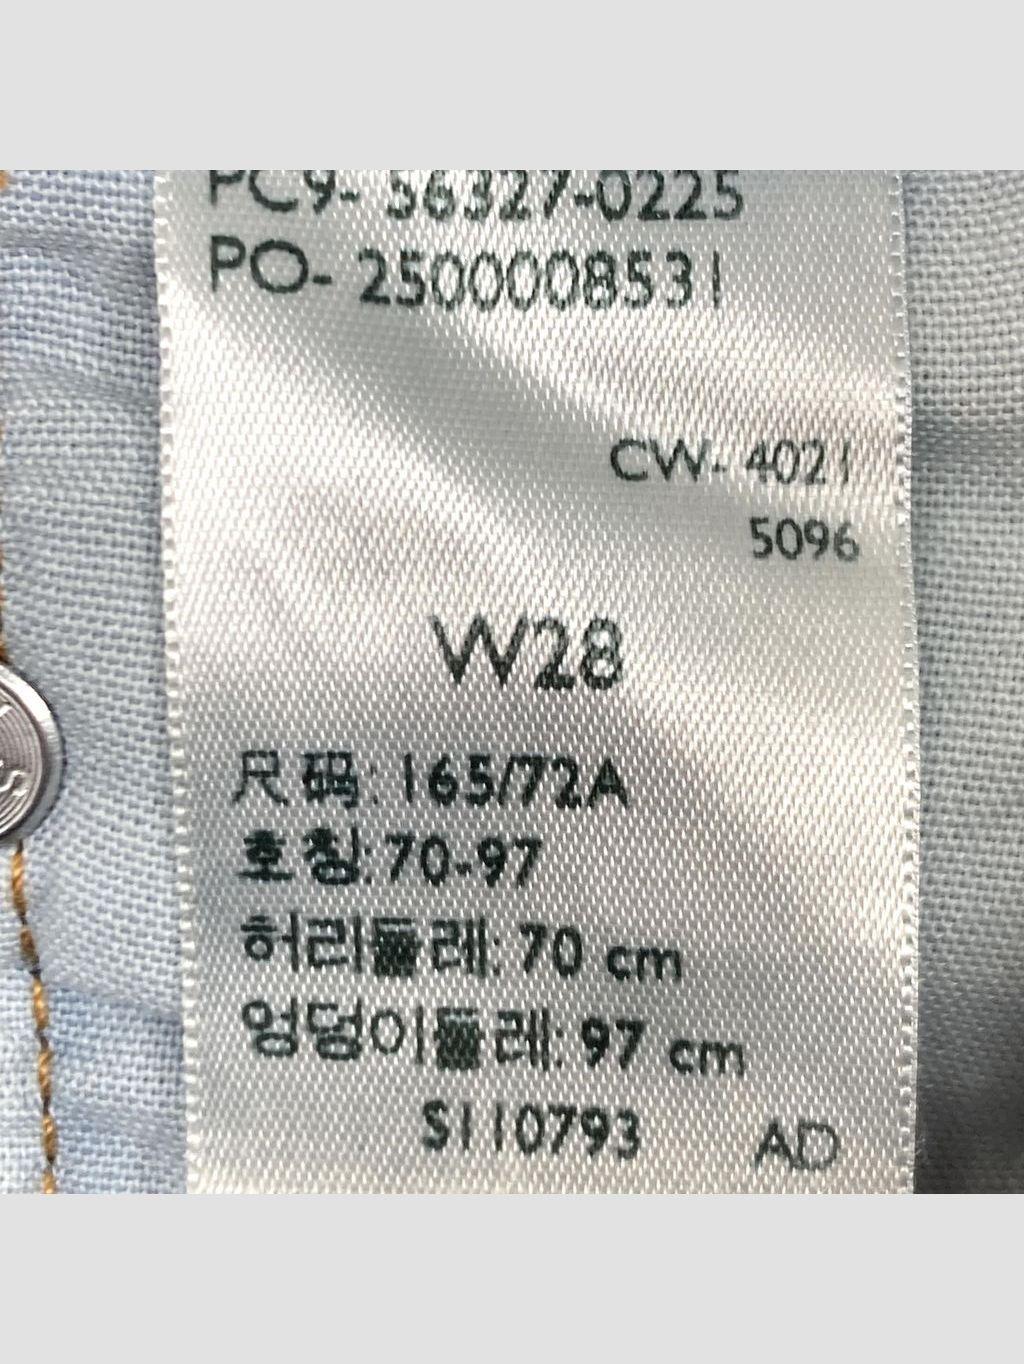 PC9- 56327-0225
PO- 2500008531
CW- 4021
5096
W28
尺码: 165/72A
호칭:70-97
허리둘레: 70 cm
엉덩이둘레: 97 cm
S110793 AD